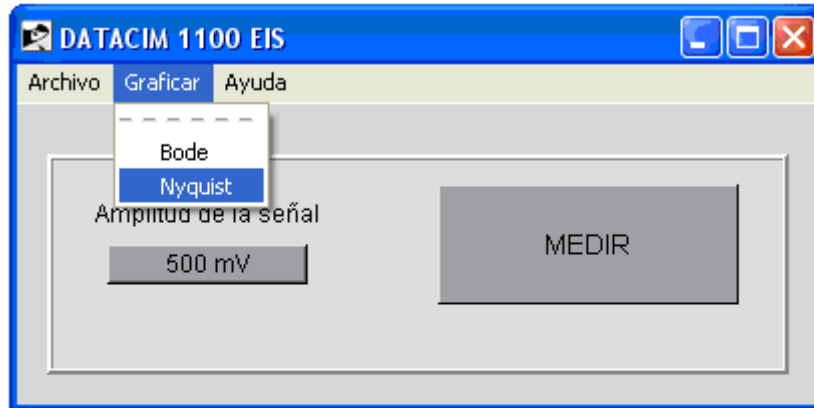 DATACIM 1100 EIS
Archivo Graficar Ayuda
Bode
Nyquist
Amplitud de la señal
500 mV
MEDIR